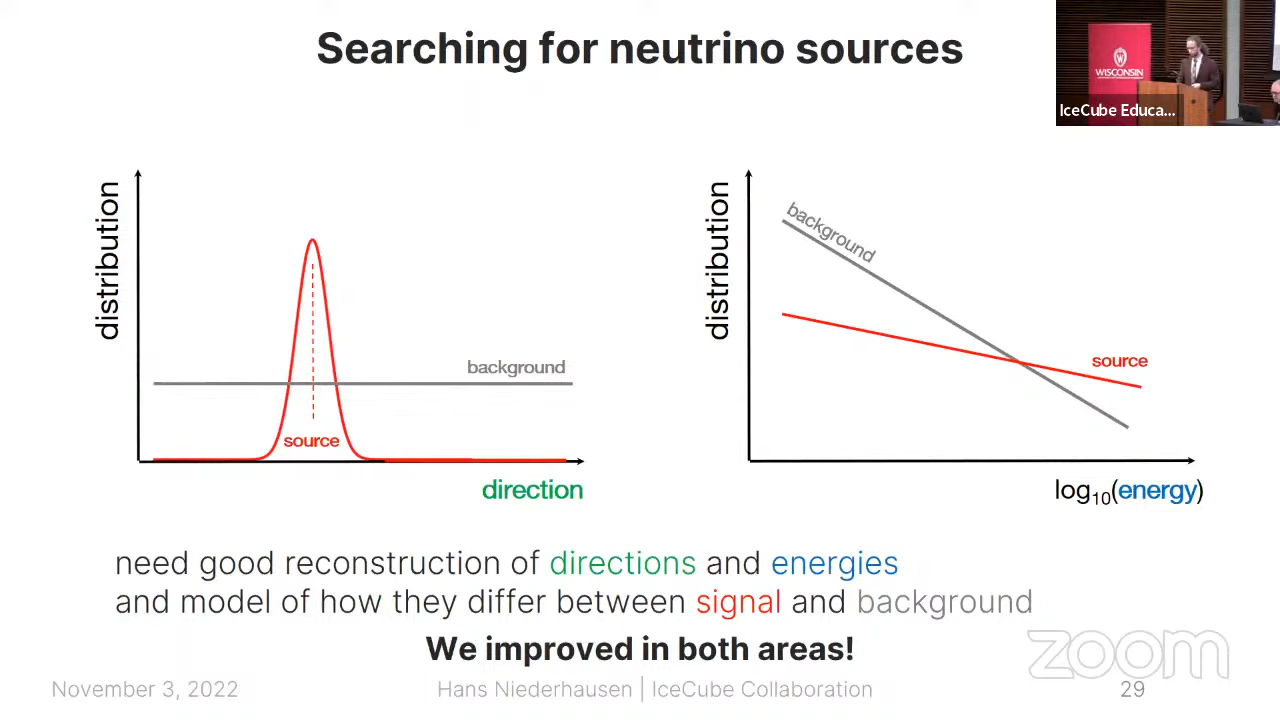 Searching for neutrino sources
WISCONSIN
IceCube Educa...
distribution
background
source
direction
distribution
background
source
log10(energy)
need good reconstruction of directions and energies
and model of how they differ between signal and background
We improved in both areas!
zoom
November 3, 2022
Hans Niederhausen | IceCube Collaboration
29